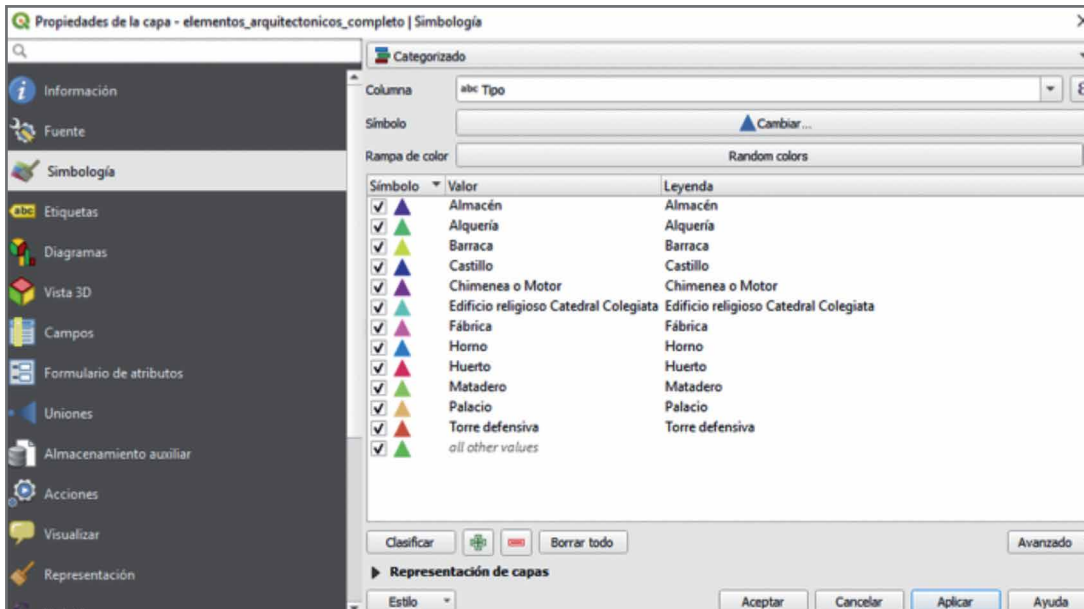 Propiedades de la capa - elementos_arquitectonicos_completo | Simbología
Categorizado
Información
Fuente
Simbología
Etiquetas
Diagramas
Vista 3D
Campos
Formulario de atributos
Uniones
Almacenamiento auxiliar
Acciones
Visualizar
Representación
Columna abc Tipo
Símbolo Cambiar...
Rampa de color Random colors
Símbolo Valor Leyenda
Almacén Almacén
Alquería Alquería
Barraca Barraca
Castillo Castillo
Chimenea o Motor Chimenea o Motor
Edificio religioso Catedral Colegiata Edificio religioso Catedral Colegiata
Fábrica Fábrica
Horno Horno
Huerto Huerto
Matadero Matadero
Palacio Palacio
Torre defensiva Torre defensiva
all other values
Clasificar Borrar todo Avanzado
Representación de capas
Estilo Aceptar Cancelar Aplicar Ayuda